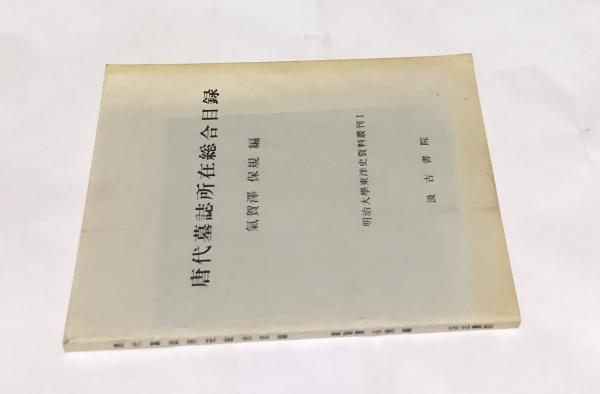 唐代墓誌所在総合目録
氣賀澤 保規 編
明治大學東洋史資料叢刊1
汲古書院